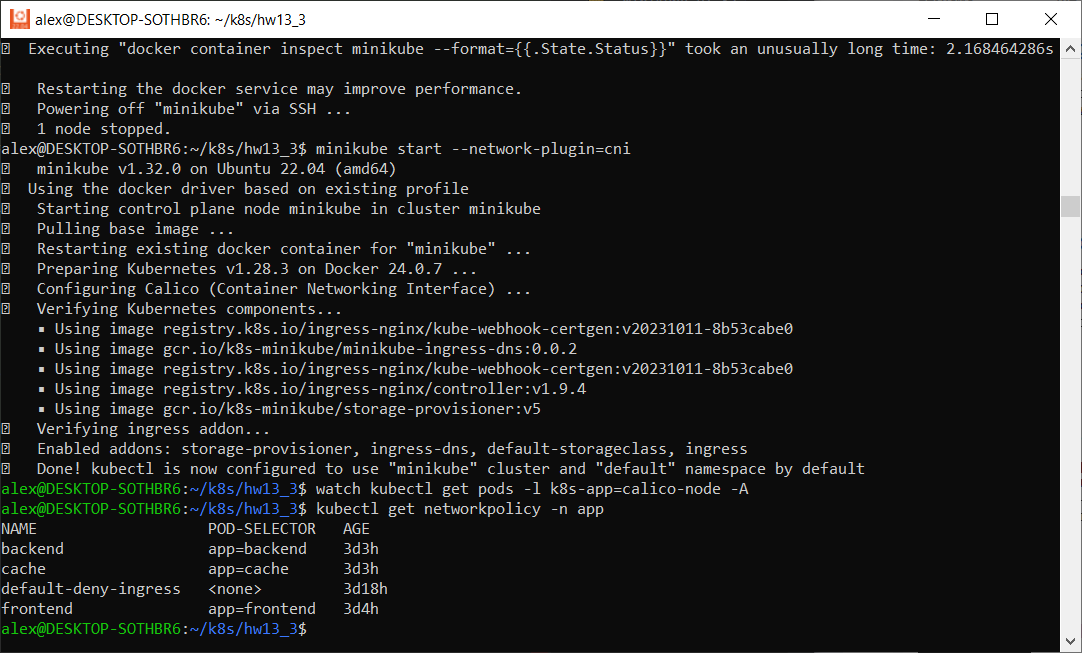 alex@DESKTOP-SOTHBR6: ~/k8s/hw13_3
Executing "docker container inspect minikube --format={{.State.Status}}" took an unusually long time: 2.168464286s
Restarting the docker service may improve performance.
Powering off "minikube" via SSH ...
1 node stopped.
alex@DESKTOP-SOTHBR6:~/k8s/hw13_3$ minikube start --network-plugin=cni
minikube v1.32.0 on Ubuntu 22.04 (amd64)
Using the docker driver based on existing profile
Starting control plane node minikube in cluster minikube
Pulling base image ...
Restarting existing docker container for "minikube" ...
Preparing Kubernetes v1.28.3 on Docker 24.0.7 ...
Configuring Calico (Container Networking Interface) ...
Verifying Kubernetes components...
▪ Using image registry.k8s.io/ingress-nginx/kube-webhook-certgen:v20231011-8b53cabe0
▪ Using image gcr.io/k8s-minikube/minikube-ingress-dns:0.0.2
▪ Using image registry.k8s.io/ingress-nginx/kube-webhook-certgen:v20231011-8b53cabe0
▪ Using image registry.k8s.io/ingress-nginx/controller:v1.9.4
▪ Using image gcr.io/k8s-minikube/storage-provisioner:v5
Verifying ingress addon...
Enabled addons: storage-provisioner, ingress-dns, default-storageclass, ingress
Done! kubectl is now configured to use "minikube" cluster and "default" namespace by default
alex@DESKTOP-SOTHBR6:~/k8s/hw13_3$ watch kubectl get pods -l k8s-app=calico-node -A
alex@DESKTOP-SOTHBR6:~/k8s/hw13_3$ kubectl get networkpolicy -n app
NAME POD-SELECTOR AGE
backend app=backend 3d3h
cache app=cache 3d3h
default-deny-ingress <none> 3d18h
frontend app=frontend 3d4h
alex@DESKTOP-SOTHBR6:~/k8s/hw13_3$